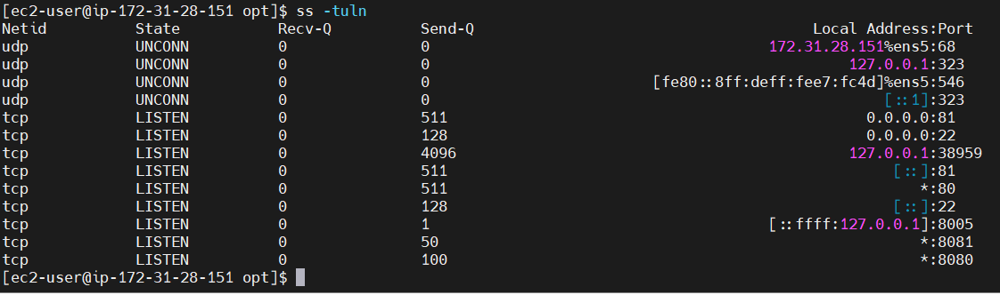 [ec2-user@ip-172-31-28-151 opt]$ ss -tuln
Netid State Recv-Q Send-Q Local Address:Port
udp UNCONN 0 0 172.31.28.151%ens5:68
udp UNCONN 0 0 127.0.0.1:323
udp UNCONN 0 0 [fe80::8ff:deff:fee7:fc4d]%ens5:546
udp UNCONN 0 0 [::1]:323
tcp LISTEN 0 511 0.0.0.0:81
tcp LISTEN 0 128 0.0.0.0:22
tcp LISTEN 0 4096 127.0.0.1:38959
tcp LISTEN 0 511 [::]:81
tcp LISTEN 0 511 *:80
tcp LISTEN 0 128 [::]:22
tcp LISTEN 0 1 [::ffff:127.0.0.1]:8005
tcp LISTEN 0 50 *:8081
tcp LISTEN 0 100 *:8080
[ec2-user@ip-172-31-28-151 opt]$